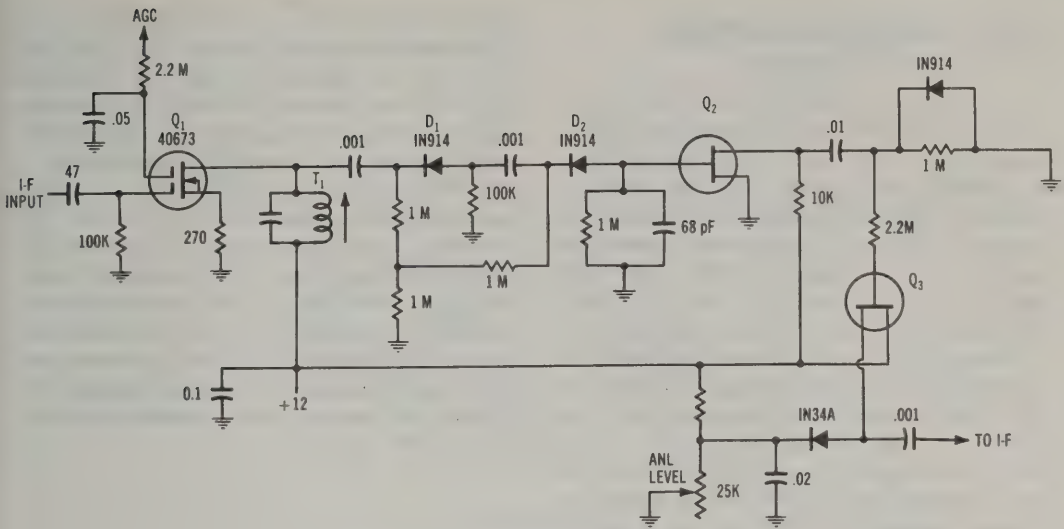 AGC
2.2 M
.05
Q1
40673
47
I-F
INPUT
100K
270
T1
.001
D1
IN914
.001
D2
IN914
100K
1 M
1 M
1 M
1 M
68 pF
Q2
.01
IN914
1 M
10K
2.2M
Q3
0.1
+12
IN34A
.001
TO I-F
ANL
LEVEL
25K
.02